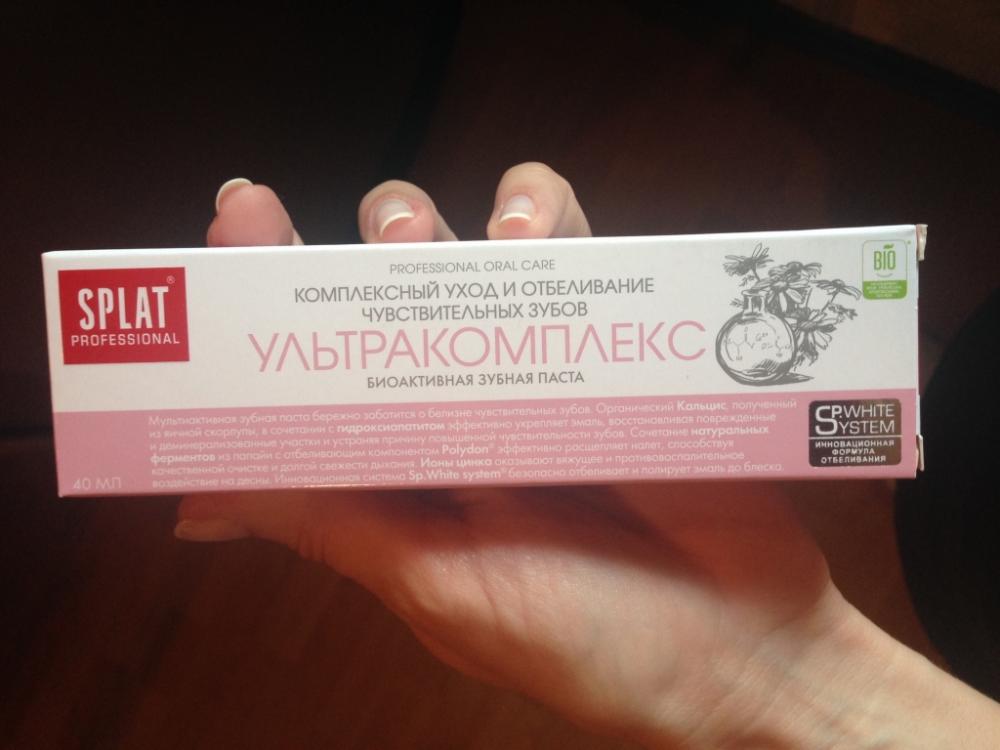 SPLAT®
PROFESSIONAL
PROFESSIONAL ORAL CARE
КОМПЛЕКСНЫЙ УХОД И ОТБЕЛИВАНИЕ
ЧУВСТВИТЕЛЬНЫХ ЗУБОВ
УЛЬТРАКОМПЛЕКС
БИОАКТИВНАЯ ЗУБНАЯ ПАСТА
BIO
Мультиактивная зубная паста бережно заботится о белизне чувствительных зубов. Органический Кальцис, полученный
из яичной скорлупы, в сочетании с гидроксиапатитом эффективно укрепляет эмаль, восстанавливая поврежденные
и деминерализованные участки и устраняя причину повышенной чувствительности зубов. Сочетание натуральных
ферментов из папайи с отбеливающим компонентом Polydon® эффективно расщепляет налет, способствуя
качественной очистке и долгой свежести дыхания. Ионы цинка оказывают вяжущее и противовоспалительное
воздействие на десны. Инновационная система Sp.White system® безопасно отбеливает и полирует эмаль до блеска.
40 МЛ
SP.WHITE
SYSTEM
ИННОВАЦИОННАЯ
ФОРМУЛА
ОТБЕЛИВАНИЯ